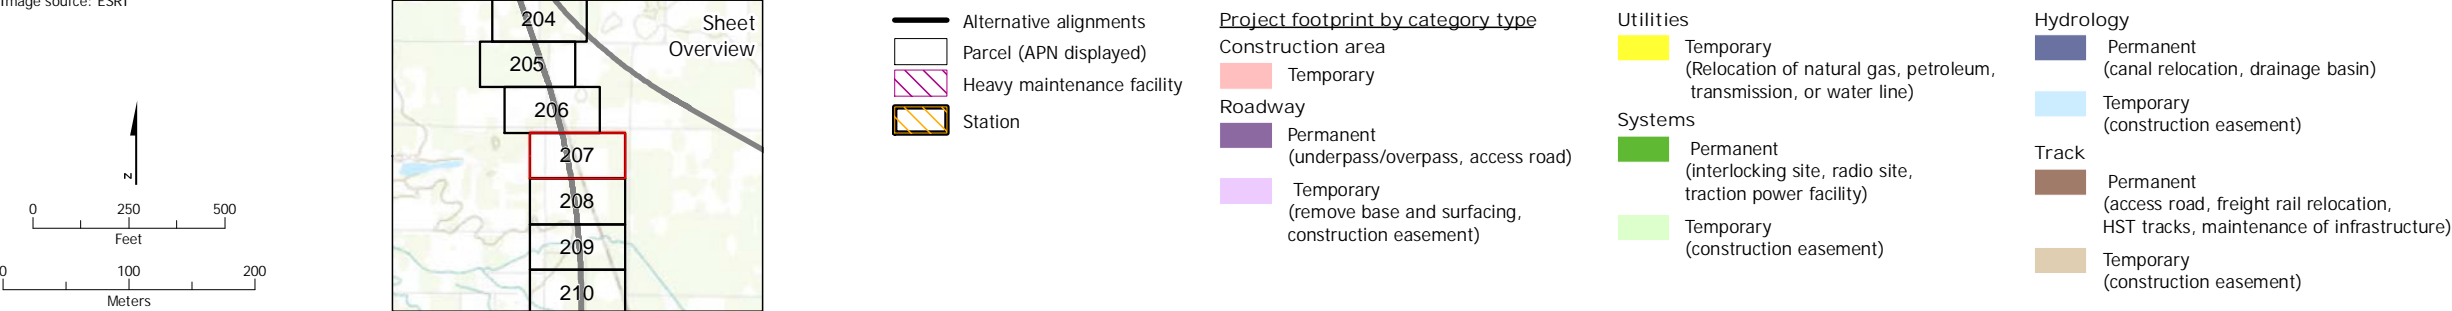 Image source: ESRI
N
0 250 500
Feet
0 100 200
Meters
Sheet
Overview
204
205
206
207
208
209
210
Alternative alignments
Parcel (APN displayed)
Heavy maintenance facility
Station
Project footprint by category type
Construction area
Temporary
Roadway
Permanent
(underpass/overpass, access road)
Temporary
(remove base and surfacing,
construction easement)
Utilities
Temporary
(Relocation of natural gas, petroleum,
transmission, or water line)
Systems
Permanent
(interlocking site, radio site,
traction power facility)
Temporary
(construction easement)
Hydrology
Permanent
(canal relocation, drainage basin)
Temporary
(construction easement)
Track
Permanent
(access road, freight rail relocation,
HST tracks, maintenance of infrastructure)
Temporary
(construction easement)